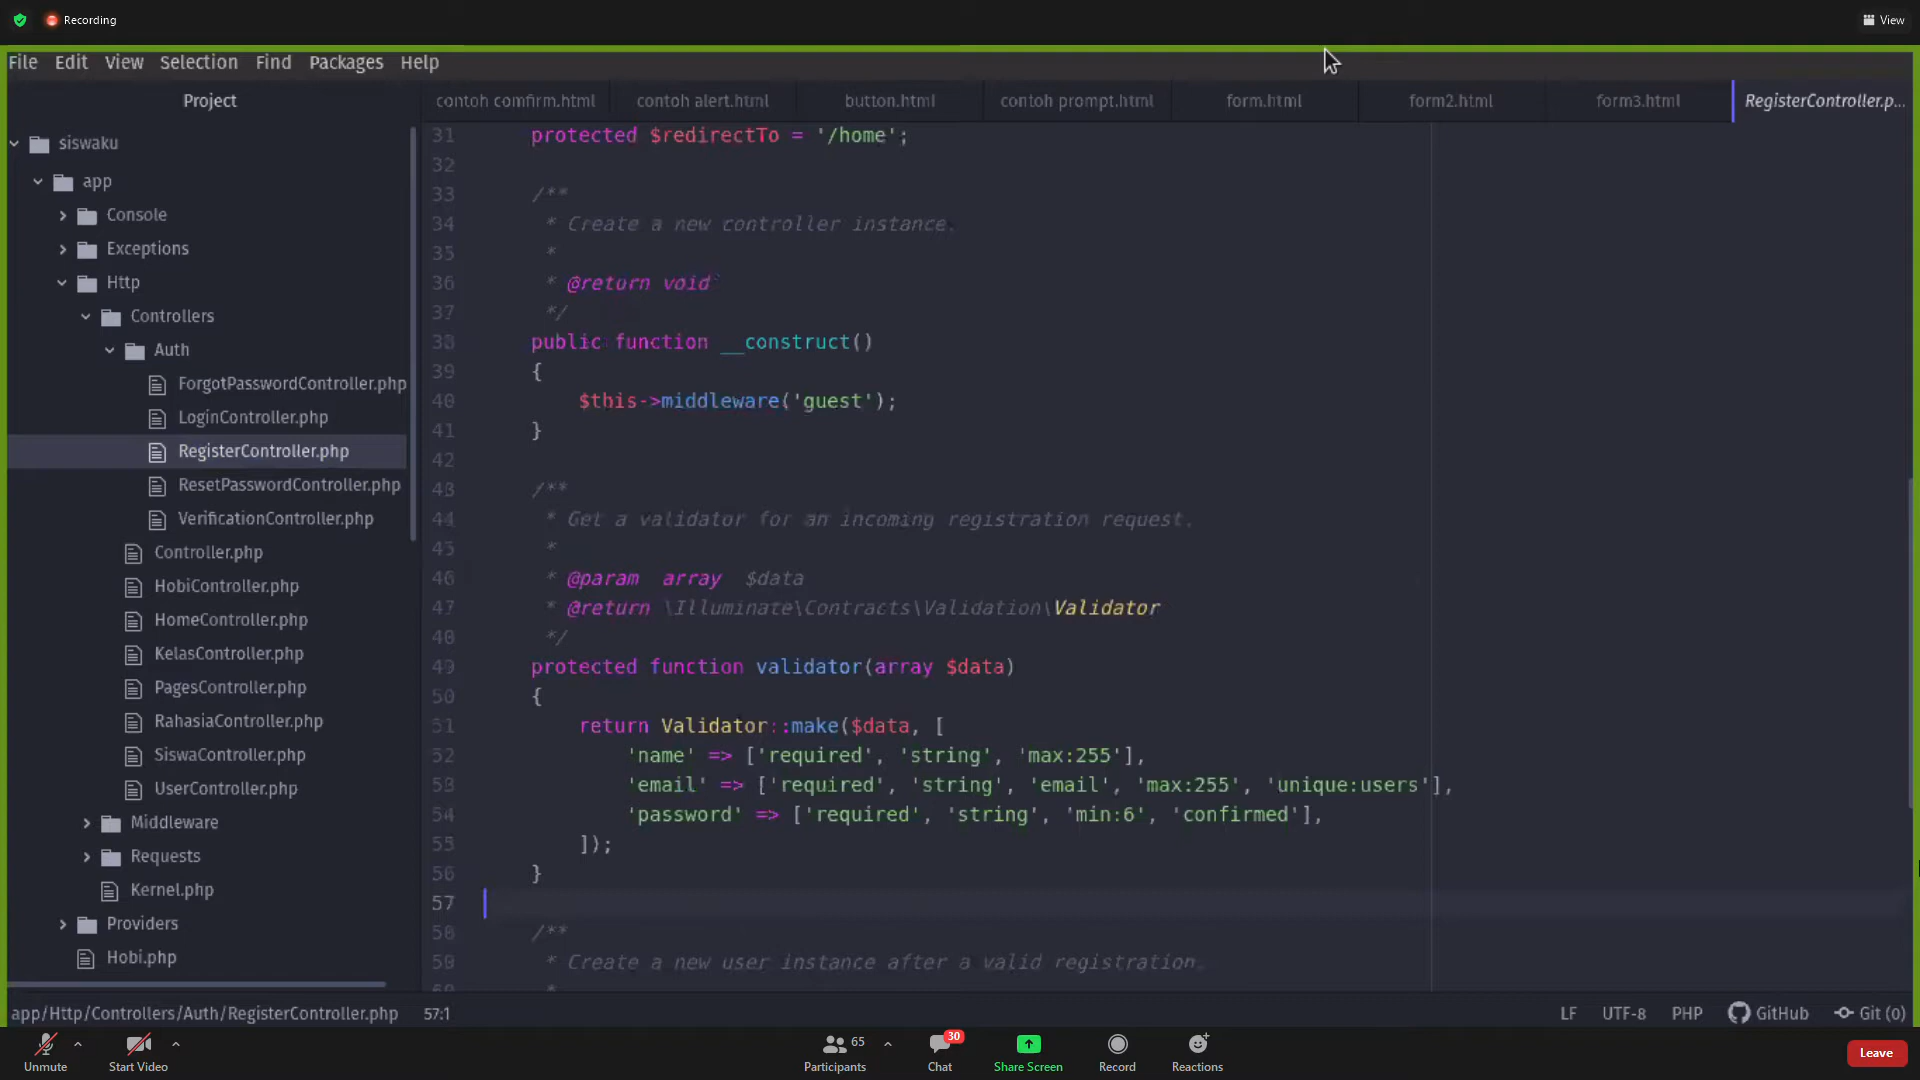 Recording
View
File Edit View Selection Find Packages Help
Project
contoh comfirm.html contoh alert.html button.html contoh prompt.html form.html form2.html form3.html RegisterController.p...
siswaku
app
Console
Exceptions
Http
Controllers
Auth
ForgotPasswordController.php
LoginController.php
RegisterController.php
ResetPasswordController.php
VerificationController.php
Controller.php
HobiController.php
HomeController.php
KelasController.php
PagesController.php
RahasiaController.php
SiswaController.php
UserController.php
Middleware
Requests
Kernel.php
Providers
Hobi.php
31 protected $redirectTo = '/home';
32
33 /**
34 * Create a new controller instance.
35 *
36 * @return void
37 */
38 public function __construct()
39 {
40 $this->middleware('guest');
41 }
42
43 /**
44 * Get a validator for an incoming registration request.
45 *
46 * @param array $data
47 * @return \Illuminate\Contracts\Validation\Validator
48 */
49 protected function validator(array $data)
50 {
51 return Validator::make($data, [
52 'name' => ['required', 'string', 'max:255'],
53 'email' => ['required', 'string', 'email', 'max:255', 'unique:users'],
54 'password' => ['required', 'string', 'min:6', 'confirmed'],
55 ]);
56 }
57
58 /**
59 * Create a new user instance after a valid registration.
60 *
app/Http/Controllers/Auth/RegisterController.php 57:1 LF UTF-8 PHP GitHub Git (0)
65 30
Unmute Start Video Participants Chat Share Screen Record Reactions Leave